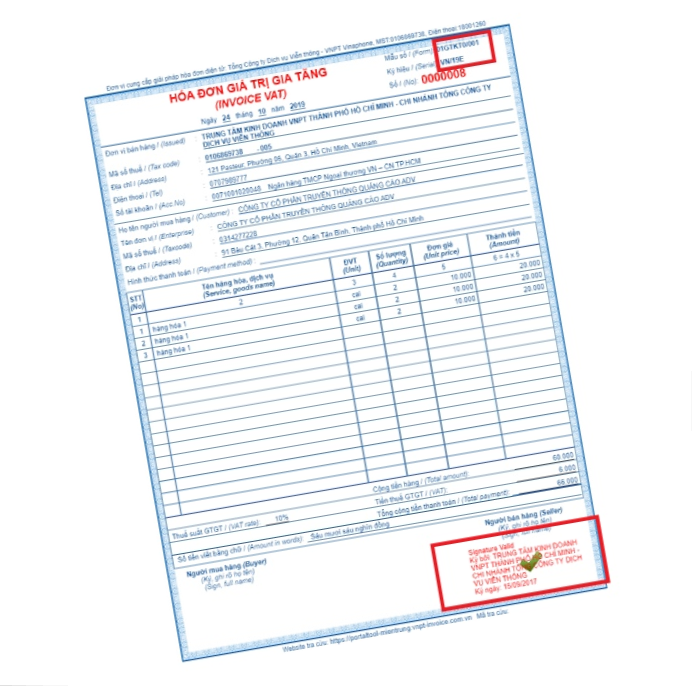 Đơn vị cung cấp giải pháp hóa đơn điện tử: Tổng Công ty Dịch vụ Viễn thông - VNPT Vinaphone, MST:0106869738, Điện thoại:18001260
HÓA ĐƠN GIÁ TRỊ GIA TĂNG
(INVOICE VAT)
Ngày 24 tháng 10 năm 2019
Mẫu số / (Form): 01GTKT0/001
Ký hiệu / (Serial): VN/19E
Số / (No): 0000008
Đơn vị bán hàng / (Issued) : TRUNG TÂM KINH DOANH VNPT THÀNH PHỐ HỒ CHÍ MINH - CHI NHÁNH TỔNG CÔNG TY
DỊCH VỤ VIỄN THÔNG
Mã số thuế / (Tax code) : 0106869738 -005
Địa chỉ / (Address) : 121 Pasteur, Phường 06, Quận 3, Hồ Chí Minh, Vietnam
Điện thoại / (Tel) : 0707989777
Số tài khoản / (Acc.No) : Ngân hàng TMCP Ngoại thương VN – CN TP.HCM
Họ tên người mua hàng / (Customer) : CÔNG TY CỔ PHẦN TRUYỀN THÔNG QUẢNG CÁO ADV
Tên đơn vị / (Enterprise) : CÔNG TY CỔ PHẦN TRUYỀN THÔNG QUẢNG CÁO ADV
Mã số thuế / (Taxcode) : 0314277228
Địa chỉ / (Address) : 91 Bàu Cát 3, Phường 12, Quận Tân Bình, Thành phố Hồ Chí Minh
Hình thức thanh toán / (Payment method) :
STT (No) Tên hàng hóa, dịch vụ (Service, goods name) ĐVT (Unit) Số lượng (Quantity) Đơn giá (Unit price) Thành tiền (Amount)
1 2 3 4 5 6 = 4 x 5
1 hàng hóa 1 cai 2 10.000 20.000
2 hàng hóa 1 cai 2 10.000 20.000
3 hàng hóa 1 cai 2 10.000 20.000
Cộng tiền hàng / (Total amount): 60.000
Thuế suất GTGT / (VAT rate): 10% Tiền thuế GTGT / (VAT): 6.000
Tổng cộng tiền thanh toán / (Total payment): 66.000
Số tiền viết bằng chữ / (Amount in words): Sáu mươi sáu nghìn đồng
Người mua hàng (Buyer)
(Ký, ghi rõ họ tên)
(Sign, full name)
Người bán hàng (Seller)
(Ký, ghi rõ họ tên)
(Sign, full name)
Signature Valid
Ký bởi: TRUNG TÂM KINH DOANH
VNPT THÀNH PHỐ HỒ CHÍ MINH -
CHI NHÁNH TỔNG CÔNG TY DỊCH
VỤ VIỄN THÔNG
Ký ngày: 15/09/2017
Website tra cứu: https://portaltool-mientrung.vnpt-invoice.com.vn Mã tra cứu: